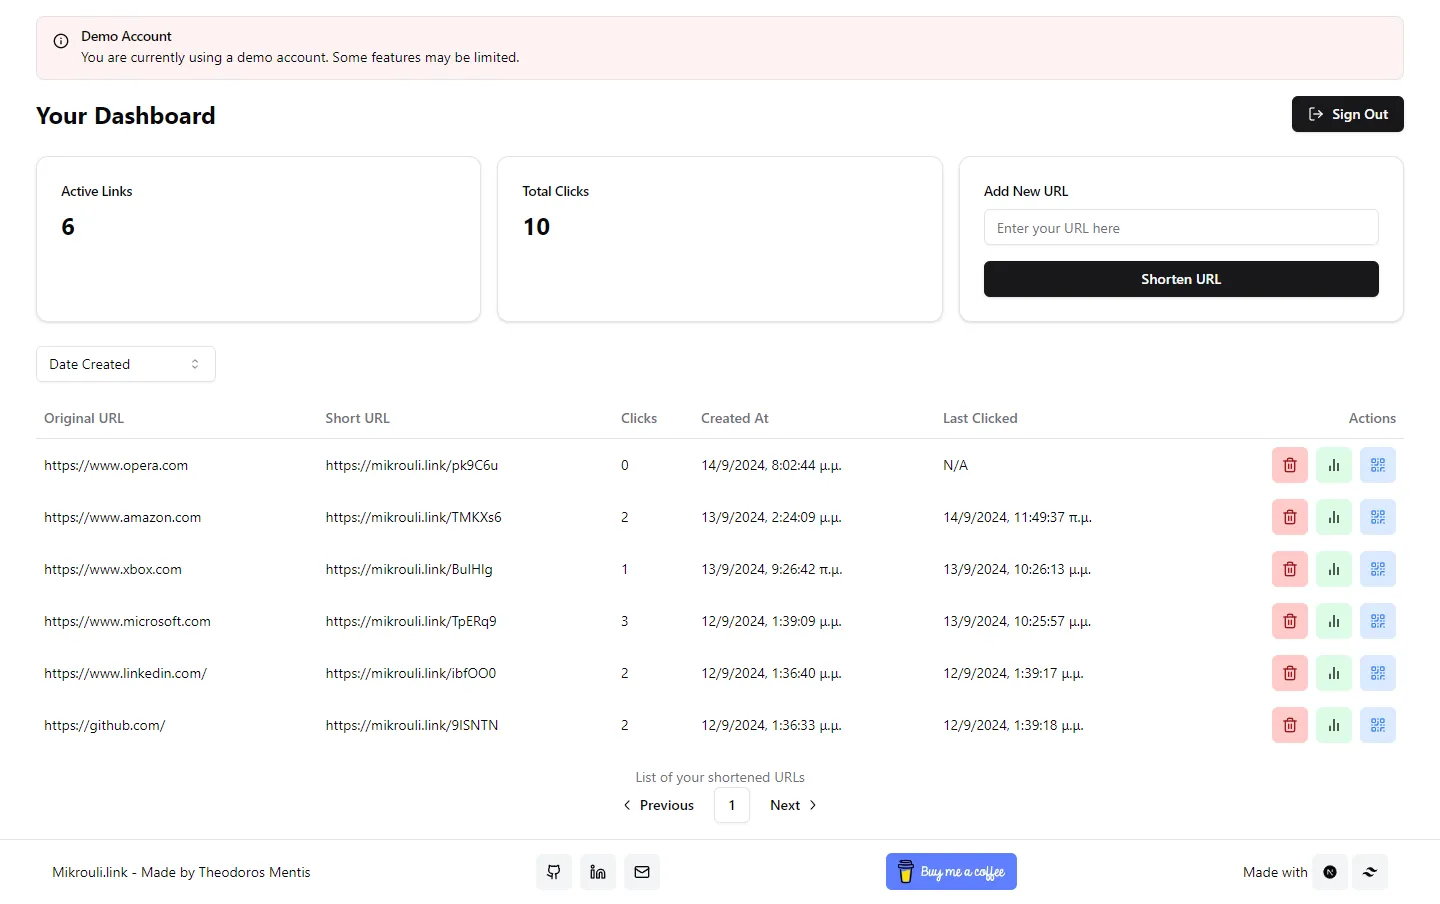 Demo Account
You are currently using a demo account. Some features may be limited.
Your Dashboard
Sign Out
Active Links
6
Total Clicks
10
Add New URL
Enter your URL here
Shorten URL
Date Created
Original URL Short URL Clicks Created At Last Clicked Actions
https://www.opera.com https://mikrouli.link/pk9C6u 0 14/9/2024, 8:02:44 μ.μ. N/A
https://www.amazon.com https://mikrouli.link/TMKXs6 2 13/9/2024, 2:24:09 μ.μ. 14/9/2024, 11:49:37 π.μ.
https://www.xbox.com https://mikrouli.link/BulHlg 1 13/9/2024, 9:26:42 π.μ. 13/9/2024, 10:26:13 μ.μ.
https://www.microsoft.com https://mikrouli.link/TpERq9 3 12/9/2024, 1:39:09 μ.μ. 13/9/2024, 10:25:57 μ.μ.
https://www.linkedin.com/ https://mikrouli.link/ibfOO0 2 12/9/2024, 1:36:40 μ.μ. 12/9/2024, 1:39:17 μ.μ.
https://github.com/ https://mikrouli.link/9ISNTN 2 12/9/2024, 1:36:33 μ.μ. 12/9/2024, 1:39:18 μ.μ.
List of your shortened URLs
Previous 1 Next
Mikrouli.link - Made by Theodoros Mentis
Buy me a coffee
Made with